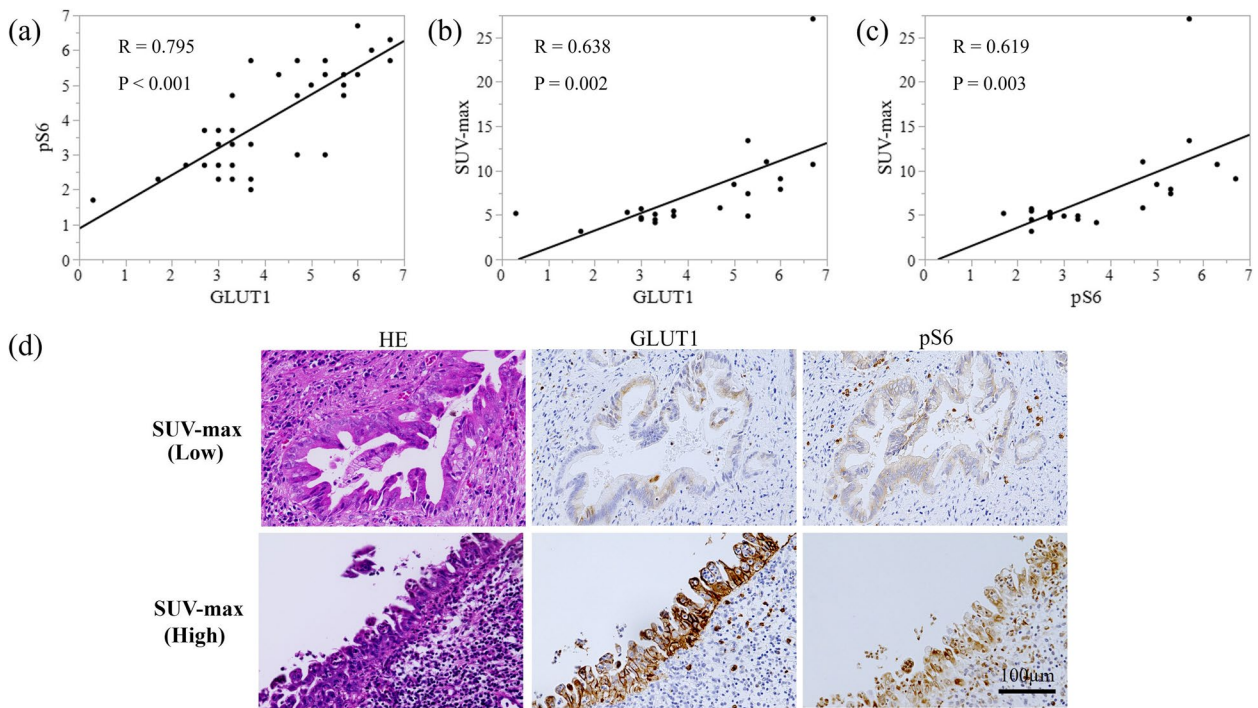 (a)
R = 0.795
P < 0.001
pS6
7
6
5
4
3
2
1
0
0 1 2 3 4 5 6 7
GLUT1
(b)
R = 0.638
P = 0.002
SUV-max
25
20
15
10
5
0
0 1 2 3 4 5 6 7
GLUT1
(c)
R = 0.619
P = 0.003
SUV-max
25
20
15
10
5
0
0 1 2 3 4 5 6 7
pS6
(d)
HE GLUT1 pS6
SUV-max
(Low)
SUV-max
(High)
100μm